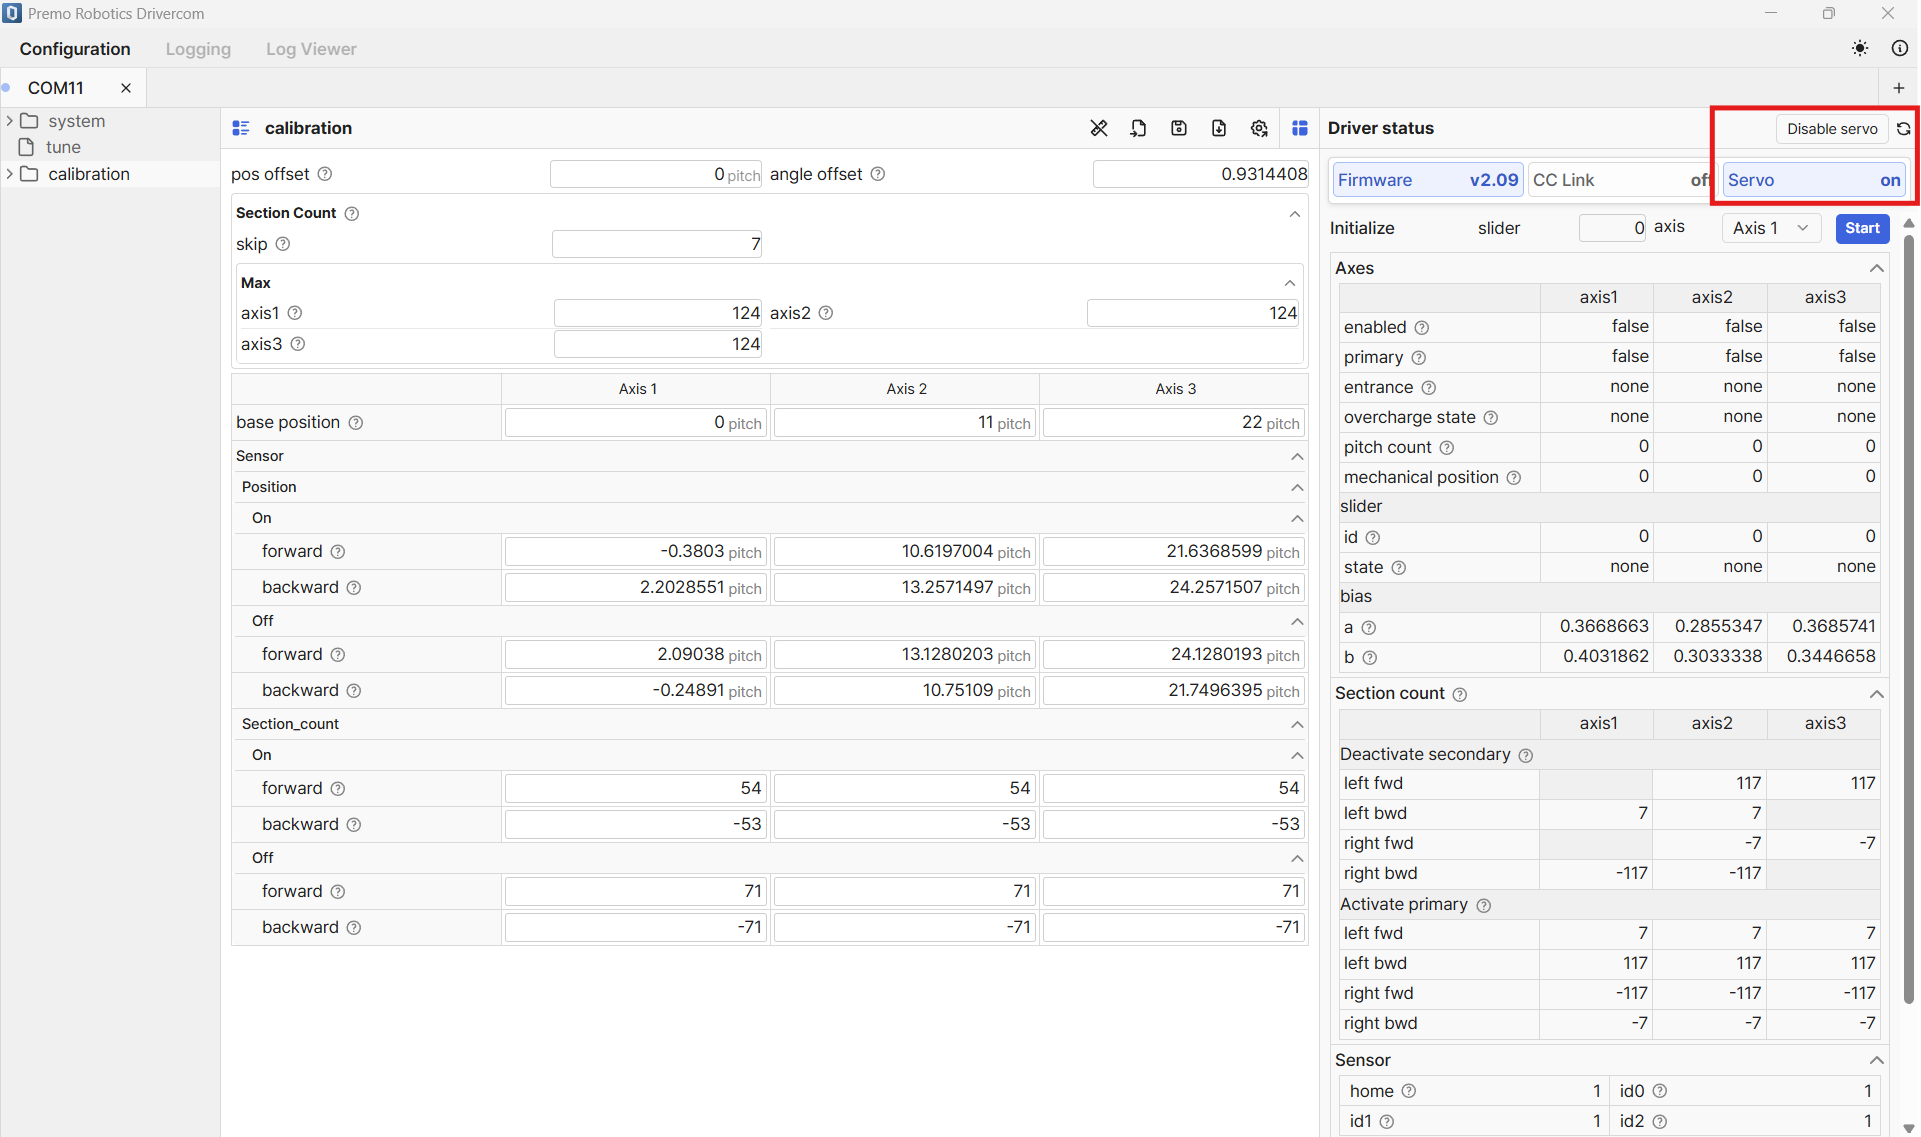 Premo Robotics Drivercom
Configuration Logging Log Viewer
COM11
system
tune
calibration
calibration
pos offset 0 pitch angle offset 0.9314408
Section Count
skip 7
Max
axis1 124 axis2 124
axis3 124
Axis 1 Axis 2 Axis 3
base position 0 pitch 11 pitch 22 pitch
Sensor
Position
On
forward -0.3803 pitch 10.6197004 pitch 21.6368599 pitch
backward 2.2028551 pitch 13.2571497 pitch 24.2571507 pitch
Off
forward 2.09038 pitch 13.1280203 pitch 24.1280193 pitch
backward -0.24891 pitch 10.75109 pitch 21.7496395 pitch
Section_count
On
forward 54 54 54
backward -53 -53 -53
Off
forward 71 71 71
backward -71 -71 -71
Driver status Disable servo
Firmware v2.09 CC Link off Servo on
Initialize slider 0 axis Axis 1 Start
Axes
axis1 axis2 axis3
enabled false false false
primary false false false
entrance none none none
overcharge state none none none
pitch count 0 0 0
mechanical position 0 0 0
slider
id 0 0 0
state none none none
bias
a 0.3668663 0.2855347 0.3685741
b 0.4031862 0.3033338 0.3446658
Section count
axis1 axis2 axis3
Deactivate secondary
left fwd 117 117
left bwd 7 7
right fwd -7 -7
right bwd -117 -117
Activate primary
left fwd 7 7 7
left bwd 117 117 117
right fwd -117 -117 -117
right bwd -7 -7 -7
Sensor
home 1 id0 1
id1 1 id2 1